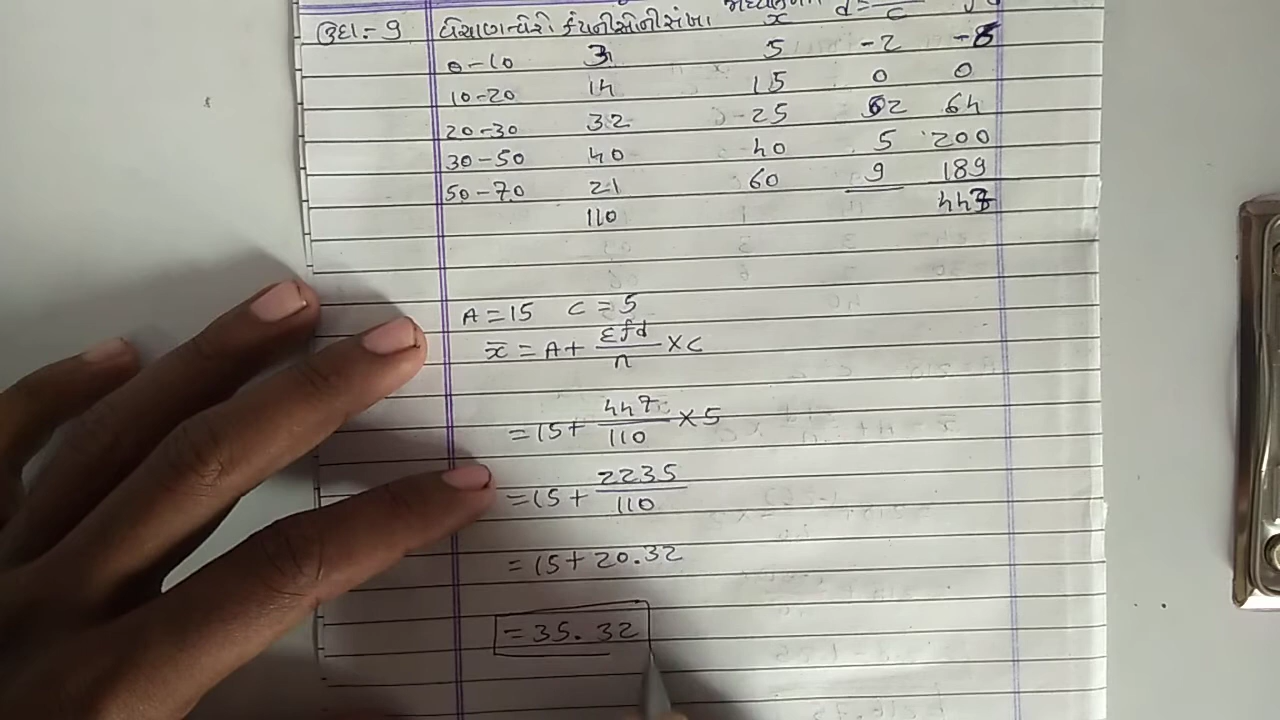 ઉદા:- 9 કંપનીઓની સંખ્યા x d= c
0-10 3 5 -2 -6
10-20 14 15 0 0
20-30 32 25 2 64
30-50 40 40 5 200
50-70 21 60 9 189
110 447
A = 15 C = 5
x̄ = A + Σfd / n × C
= 15 + 447 / 110 × 5
= 15 + 2235 / 110
= 15 + 20.32
= 35.32